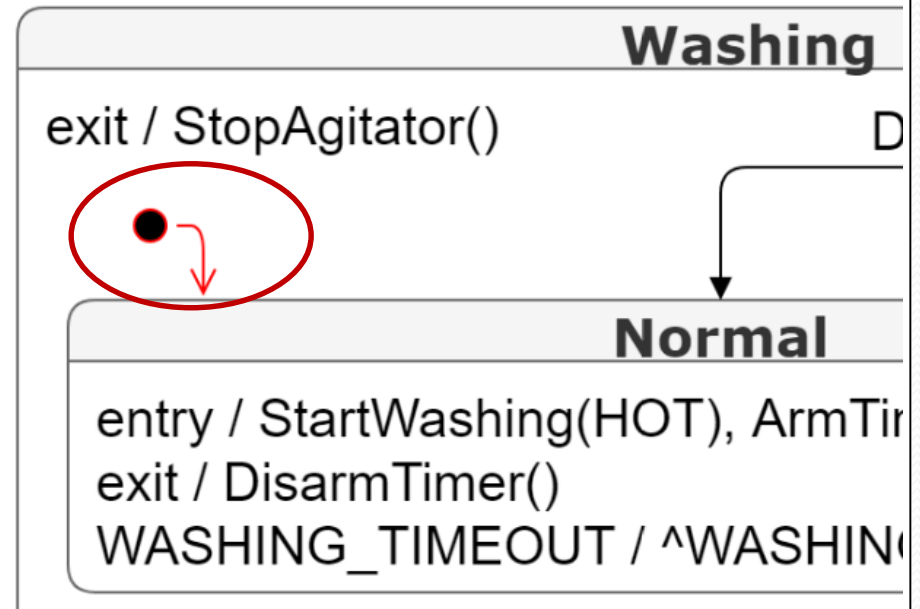 Washing
exit / StopAgitator()
D
Normal
entry / StartWashing(HOT), ArmTi
exit / DisarmTimer()
WASHING_TIMEOUT / ^WASHIN